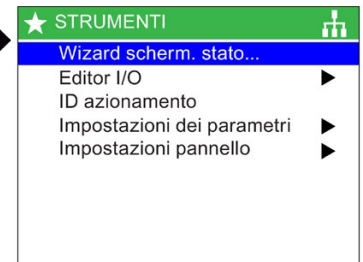 STRUMENTI
Wizard scherm. stato...
Editor I/O
ID azionamento
Impostazioni dei parametri
Impostazioni pannello